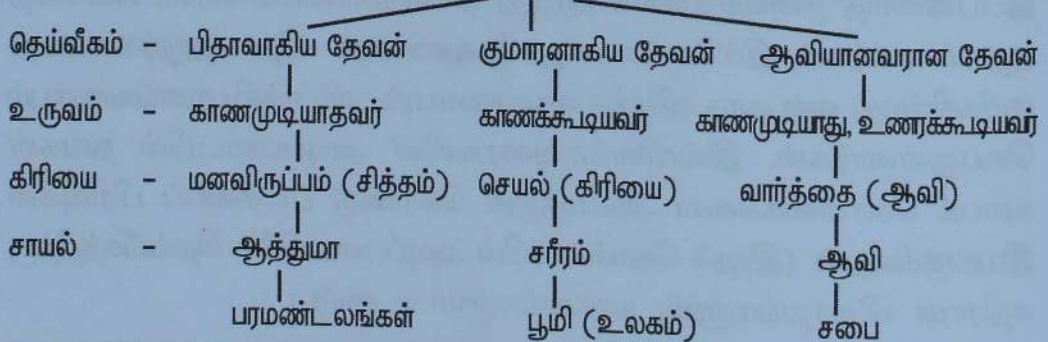 தெய்வீகம் – பிதாவாகிய தேவன் குமாரனாகிய தேவன் ஆவியானவரான தேவன்
உருவம் – காணமுடியாதவர் காணக்கூடியவர் காணமுடியாது, உணரக்கூடியவர்
கிரியை – மனவிருப்பம் (சித்தம்) செயல் (கிரியை) வார்த்தை (ஆவி)
சாயல் – ஆத்துமா சரீரம் ஆவி
பரமண்டலங்கள் பூமி (உலகம்) சபை